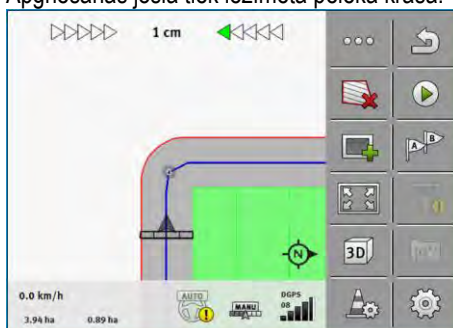 Apgriešanās josla tiek iezīmēta pelēkā krāsā.
1 cm
A B
N
3D
0.0 km/h
AUTO
MANU
DGPS
08
3.94 ha 0.89 ha